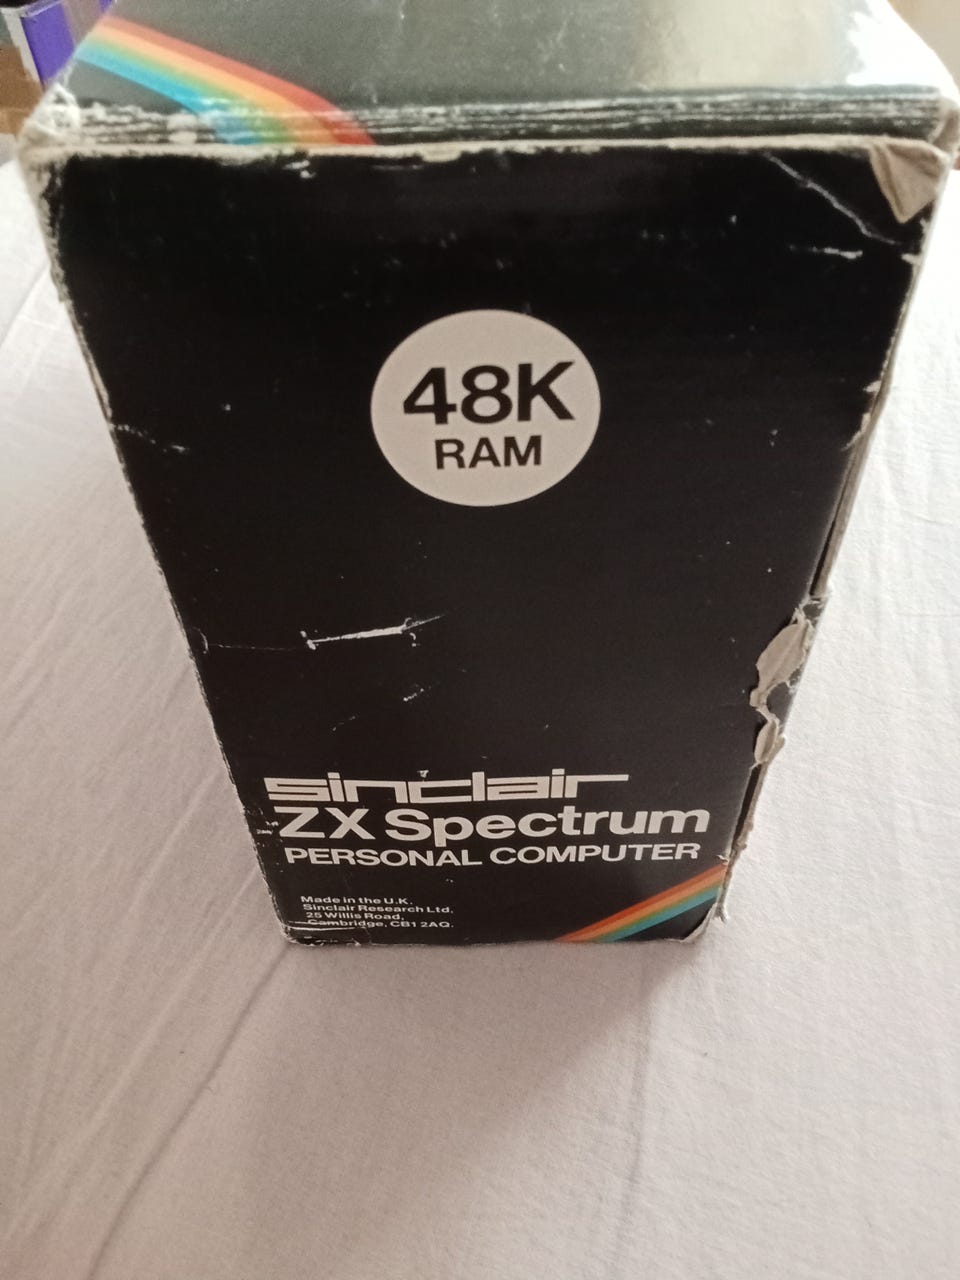 48K
RAM
sinclair
ZX Spectrum
PERSONAL COMPUTER
Made in the U.K.
Sinclair Research Ltd,
25 Willis Road,
Cambridge, CB1 2AQ.